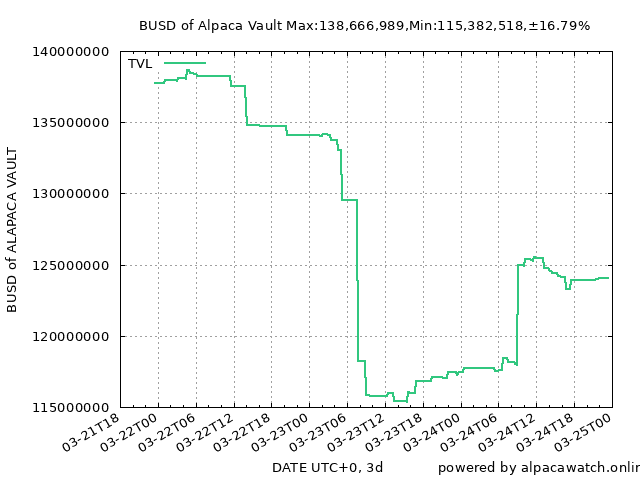 BUSD of Alpaca Vault Max:138,666,989,Min:115,382,518,±16.79%
TVL
140000000
135000000
130000000
125000000
120000000
115000000
BUSD of ALAPACA VAULT
03-21T18
03-22T00
03-22T06
03-22T12
03-22T18
03-23T00
03-23T06
03-23T12
03-23T18
03-24T00
03-24T06
03-24T12
03-24T18
03-25T00
DATE UTC+0, 3d
powered by alpacawatch.onlin